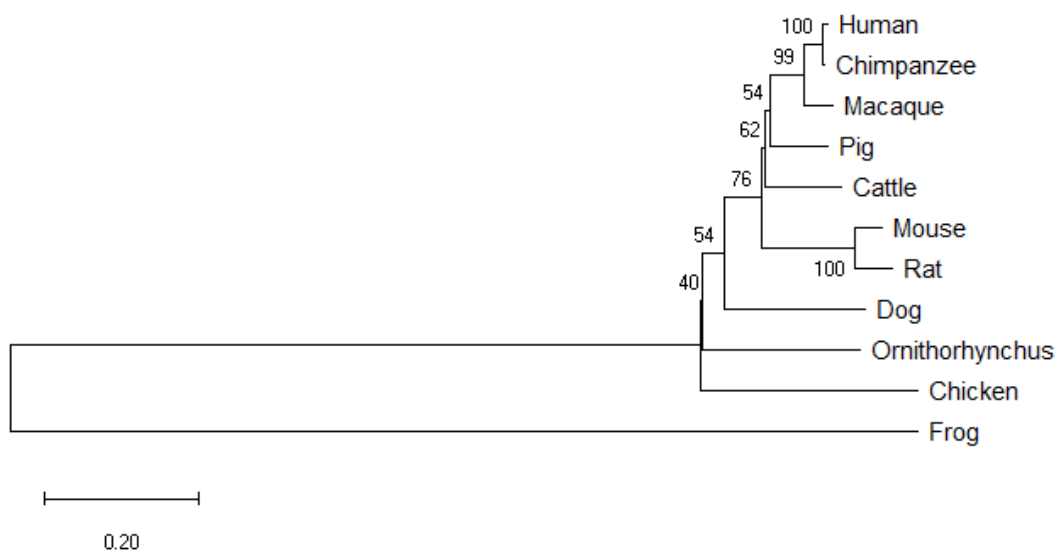 100 Human
99 Chimpanzee
54 Macaque
62 Pig
76 Cattle
54 Mouse
100 Rat
40 Dog
Ornithorhynchus
Chicken
Frog
0.20